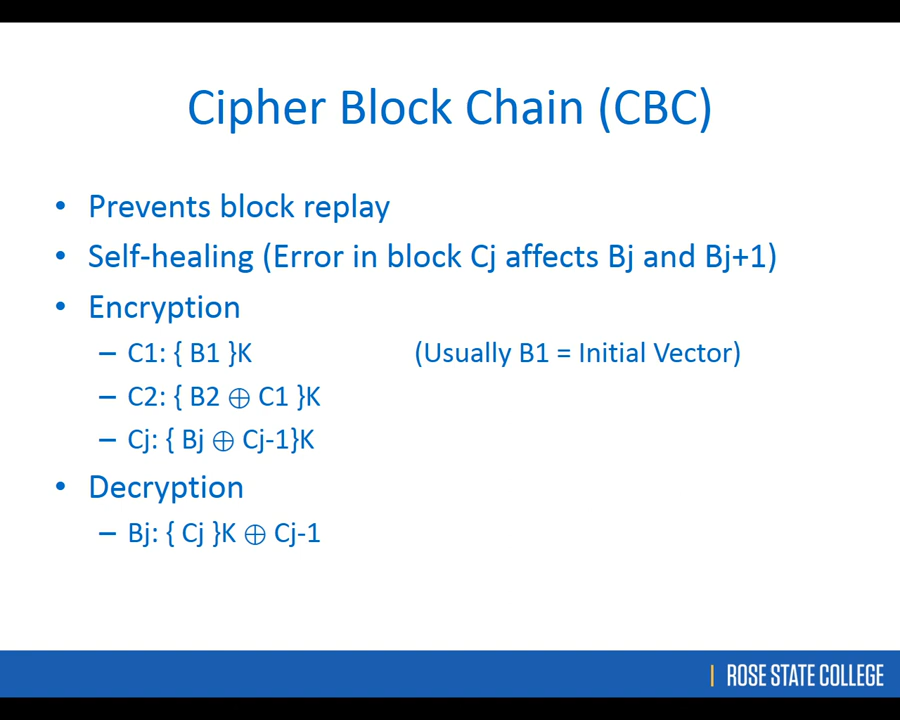 Cipher Block Chain (CBC)
• Prevents block replay
• Self-healing (Error in block Cj affects Bj and Bj+1)
• Encryption
– C1: { B1 }K (Usually B1 = Initial Vector)
– C2: { B2 ⊕ C1 }K
– Cj: { Bj ⊕ Cj-1}K
• Decryption
– Bj: { Cj }K ⊕ Cj-1
ROSE STATE COLLEGE